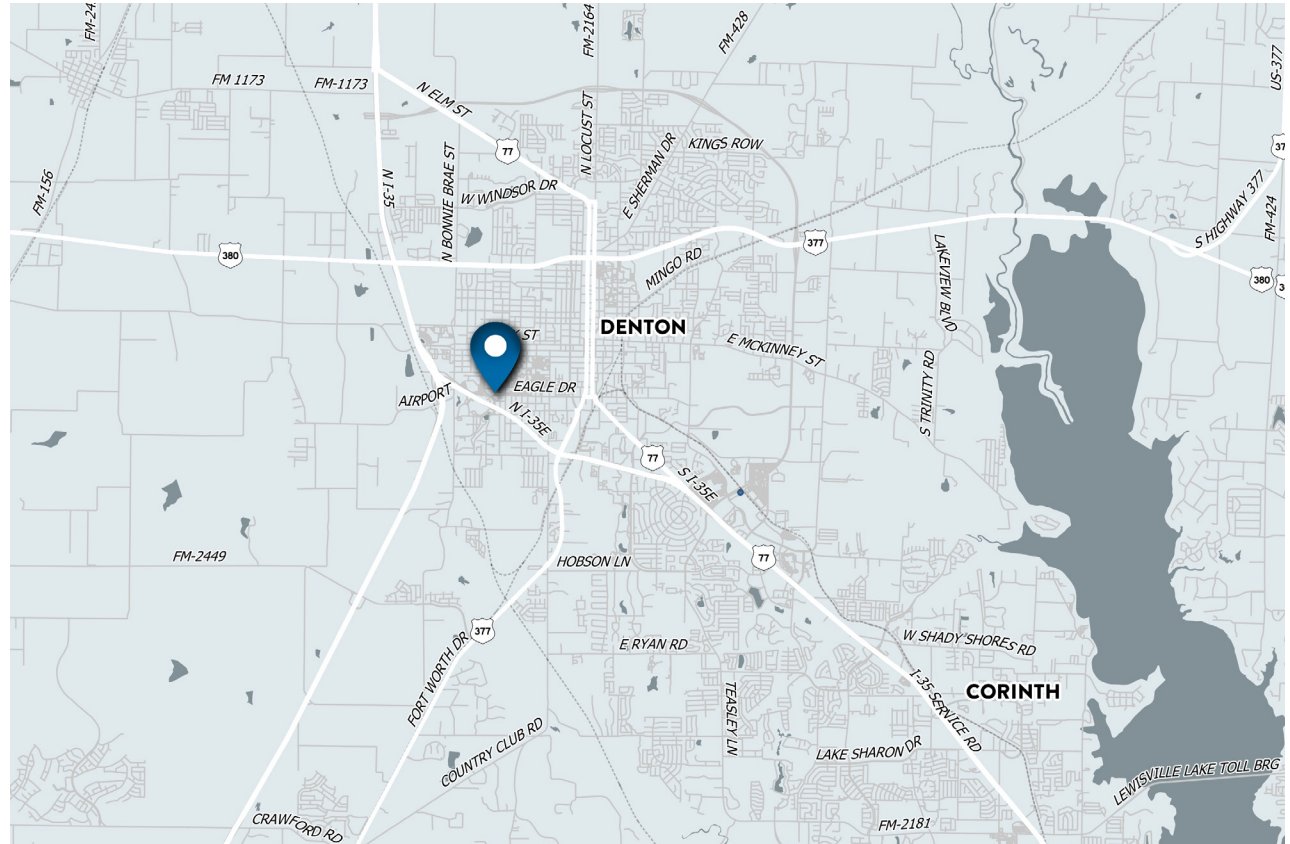 FM-2164
FM-428
US-377
FM 1173
FM-1173
N ELM ST
77
N LOCUST ST
E SHERMAN DR
KINGS ROW
FM-156
N I-35
N BONNIE BRAE ST
W WINDSOR DR
S HIGHWAY 377
FM-424
380
MINGO RD
377
LAKEVIEW BLVD
380
DENTON
ST
E MCKINNEY ST
AIRPORT
EAGLE DR
N I-35E
S TRINITY RD
77
S I-35E
FM-2449
HOBSON LN
77
377
FORT WORTH DR
E RYAN RD
W SHADY SHORES RD
TEASLEY LN
I-35 SERVICE RD
CORINTH
COUNTRY CLUB RD
LAKE SHARON DR
LEWISVILLE LAKE TOLL BRG
CRAWFORD RD
FM-2181